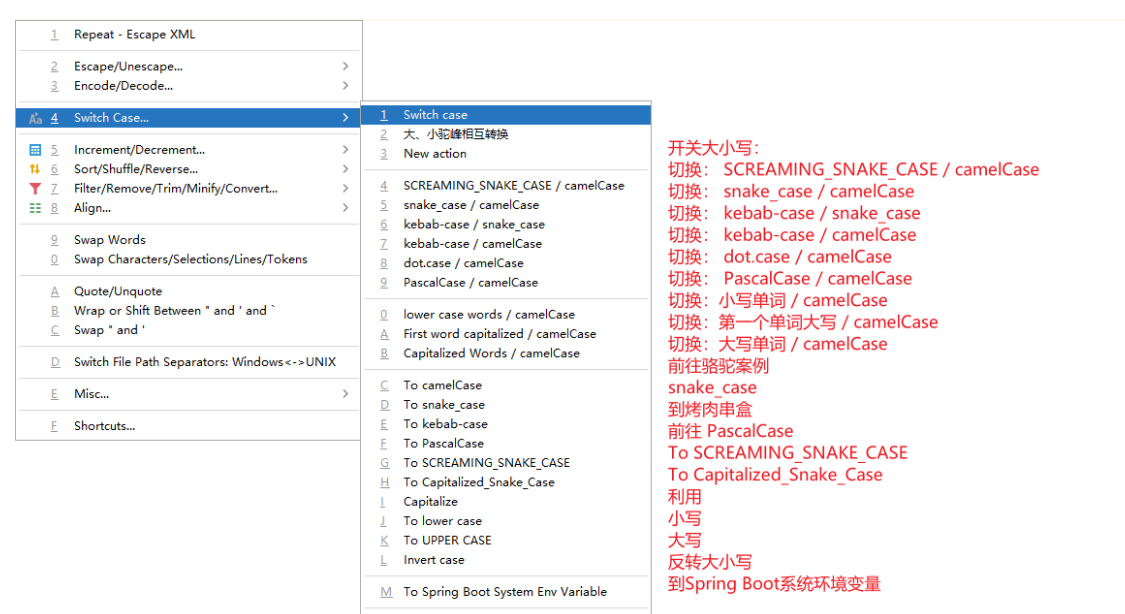 1 Repeat - Escape XML
2 Escape/Unescape...
3 Encode/Decode...
4 Switch Case...
5 Increment/Decrement...
6 Sort/Shuffle/Reverse...
7 Filter/Remove/Trim/Minify/Convert...
8 Align...
9 Swap Words
0 Swap Characters/Selections/Lines/Tokens
A Quote/Unquote
B Wrap or Shift Between " and ' and `
C Swap " and '
D Switch File Path Separators: Windows<->UNIX
E Misc...
F Shortcuts...
1 Switch case
2 大、小驼峰相互转换
3 New action
4 SCREAMING_SNAKE_CASE / camelCase
5 snake_case / camelCase
6 kebab-case / snake_case
7 kebab-case / camelCase
8 dot.case / camelCase
9 PascalCase / camelCase
0 lower case words / camelCase
A First word capitalized / camelCase
B Capitalized Words / camelCase
C To camelCase
D To snake_case
E To kebab-case
F To PascalCase
G To SCREAMING_SNAKE_CASE
H To Capitalized_Snake_Case
I Capitalize
J To lower case
K To UPPER CASE
L Invert case
M To Spring Boot System Env Variable
开关大小写：
切换： SCREAMING_SNAKE_CASE / camelCase
切换： snake_case / camelCase
切换： kebab-case / snake_case
切换： kebab-case / camelCase
切换： dot.case / camelCase
切换： PascalCase / camelCase
切换：小写单词 / camelCase
切换：第一个单词大写 / camelCase
切换：大写单词 / camelCase
前往骆驼案例
snake_case
到烤肉串盒
前往 PascalCase
To SCREAMING_SNAKE_CASE
To Capitalized_Snake_Case
利用
小写
大写
反转大小写
到Spring Boot系统环境变量